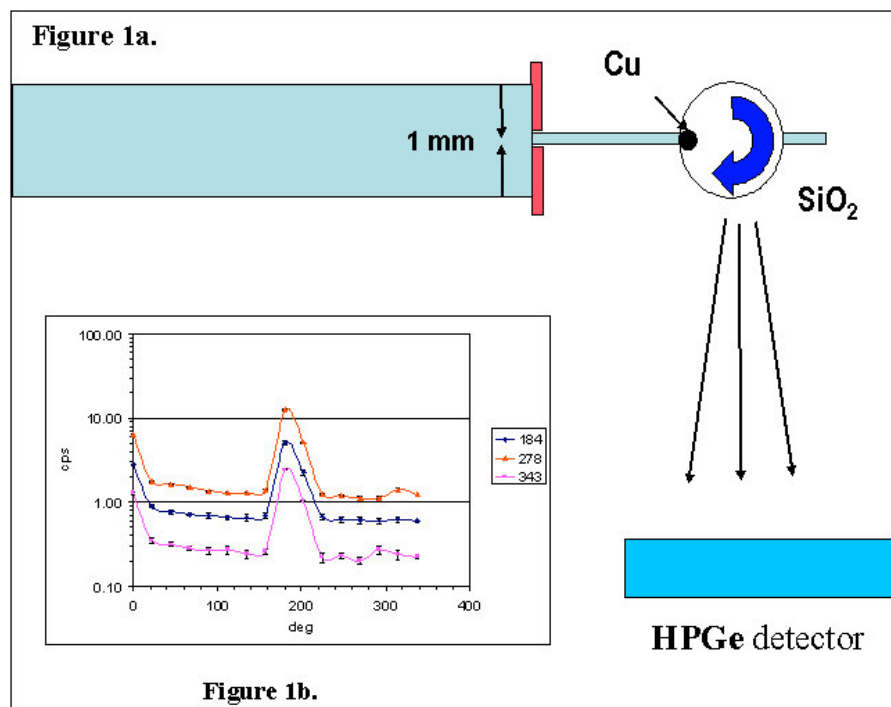 Figure 1a.
Cu
1 mm
SiO₂
100.00
10.00
1.00
0.10
cps
0 100 200 300 400
deg
184
278
343
HPGe detector
Figure 1b.